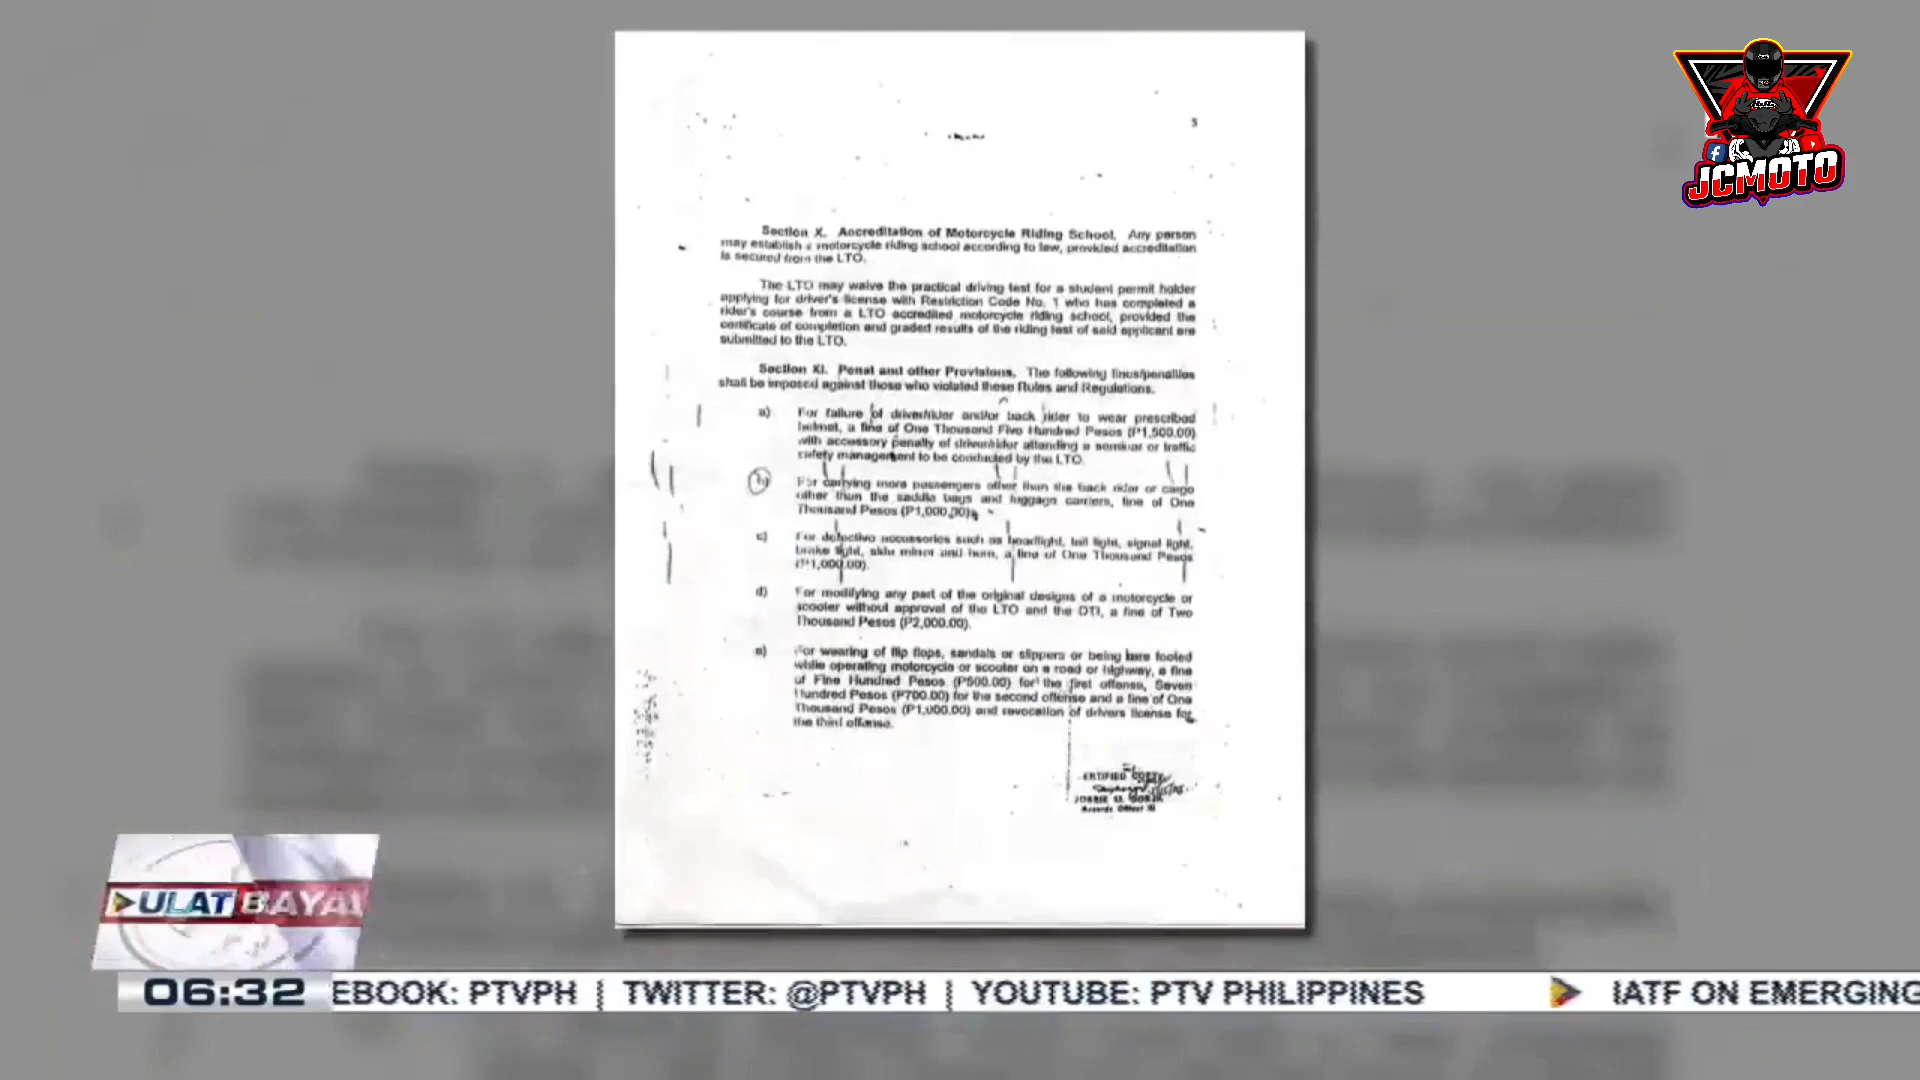 JCMOTO
3
Section X. Accreditation of Motorcycle Riding School. Any person
may establish a motorcycle riding school according to law, provided accreditation
is secured from the LTO.
The LTO may waive the practical driving test for a student permit holder
applying for driver's license with Restriction Code No. 1 who has completed a
rider's course from a LTO accredited motorcycle riding school, provided the
certificate of completion and graded results of the riding test of said applicant are
submitted to the LTO.
Section XI. Penal and other Provisions. The following fines/penalties
shall be imposed against those who violated these Rules and Regulations.
a) For failure of driver/rider and/or back rider to wear prescribed
helmet, a fine of One Thousand Five Hundred Pesos (P1,500.00)
with accessory penalty of driver/rider attending a seminar or traffic
safety management to be conducted by the LTO.
b) For carrying more passengers other than the back rider or cargo
other than the saddle bags and luggage carriers, fine of One
Thousand Pesos (P1,000.00).
c) For defective accessories such as headlight, tail light, signal light,
brake light, side mirror and horn, a fine of One Thousand Pesos
(P1,000.00).
d) For modifying any part of the original designs of a motorcycle or
scooter without approval of the LTO and the DTI, a fine of Two
Thousand Pesos (P2,000.00).
e) For wearing of flip flops, sandals or slippers or being bare footed
while operating motorcycle or scooter on a road or highway, a fine
of Fine Hundred Pesos (P500.00) for the first offense, Seven
Hundred Pesos (P700.00) for the second offense and a fine of One
Thousand Pesos (P1,000.00) and revocation of drivers license for
the third offense.
CERTIFIED COPY
Records Officer III
ULAT BAYAN
06:32 EBOOK: PTVPH | TWITTER: @PTVPH | YOUTUBE: PTV PHILIPPINES IATF ON EMERGING